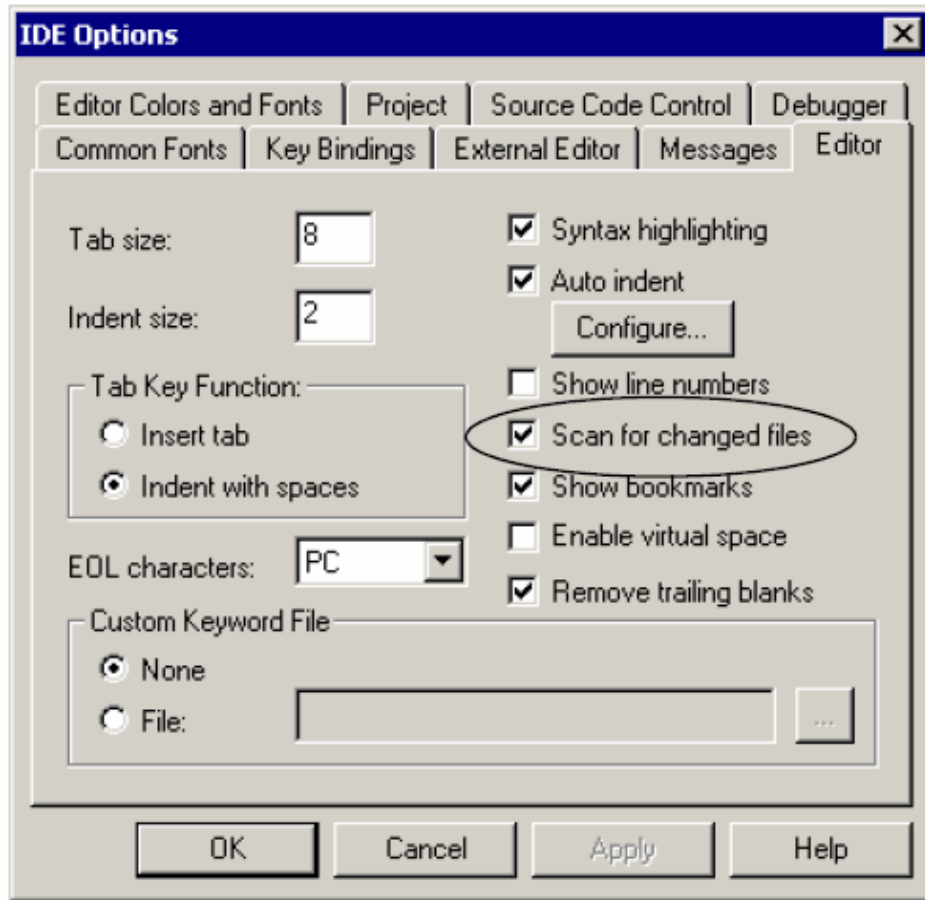 IDE Options
Editor Colors and Fonts Project Source Code Control Debugger
Common Fonts Key Bindings External Editor Messages Editor
Tab size: 8
Syntax highlighting
Auto indent
Indent size: 2
Configure...
Tab Key Function:
Show line numbers
Insert tab
Scan for changed files
Indent with spaces
Show bookmarks
Enable virtual space
EOL characters: PC
Remove trailing blanks
Custom Keyword File
None
File: ...
OK Cancel Apply Help